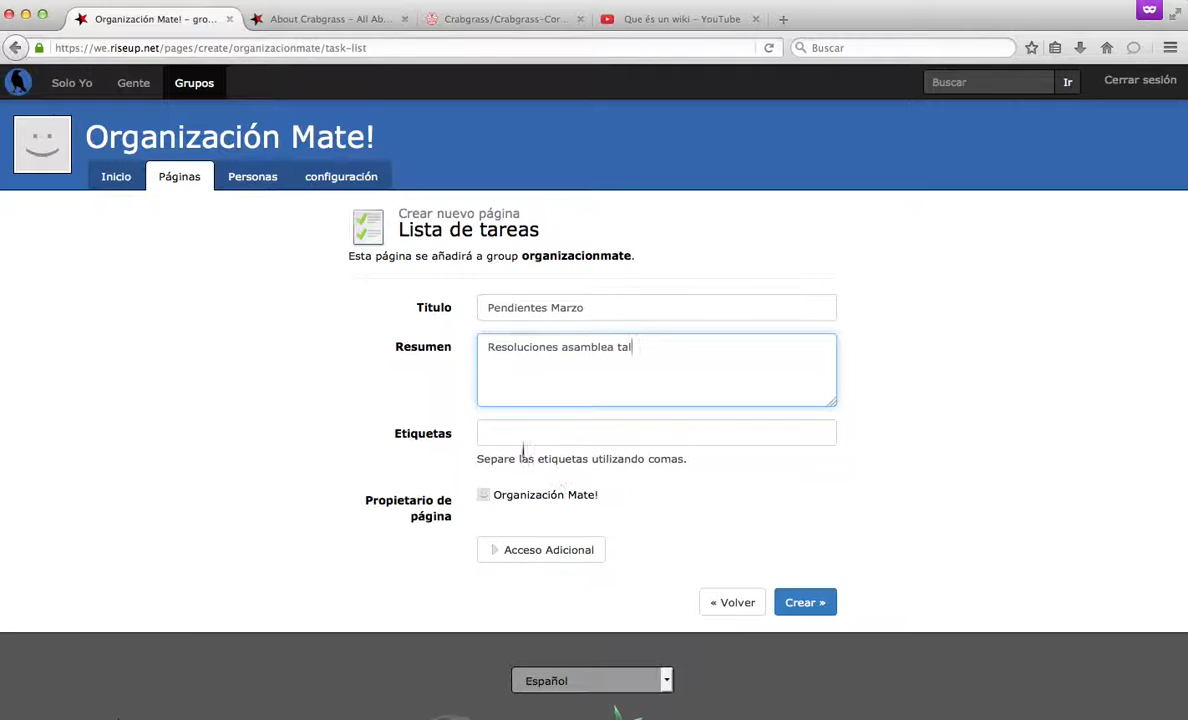 Organización Mate! – gro...
About Crabgrass – All Ab...
Crabgrass/Crabgrass-Cor...
Que és un wiki – YouTube
https://we.riseup.net/pages/create/organizacionmate/task-list
Buscar
Solo Yo
Gente
Grupos
Buscar
Ir
Cerrar sesión
Organización Mate!
Inicio
Páginas
Personas
configuración
Crear nuevo página
Lista de tareas
Esta página se añadirá a group organizacionmate.
Titulo
Pendientes Marzo
Resumen
Resoluciones asamblea tal
Etiquetas
Separe las etiquetas utilizando comas.
Propietario de
página
Organización Mate!
Acceso Adicional
« Volver
Crear »
Español